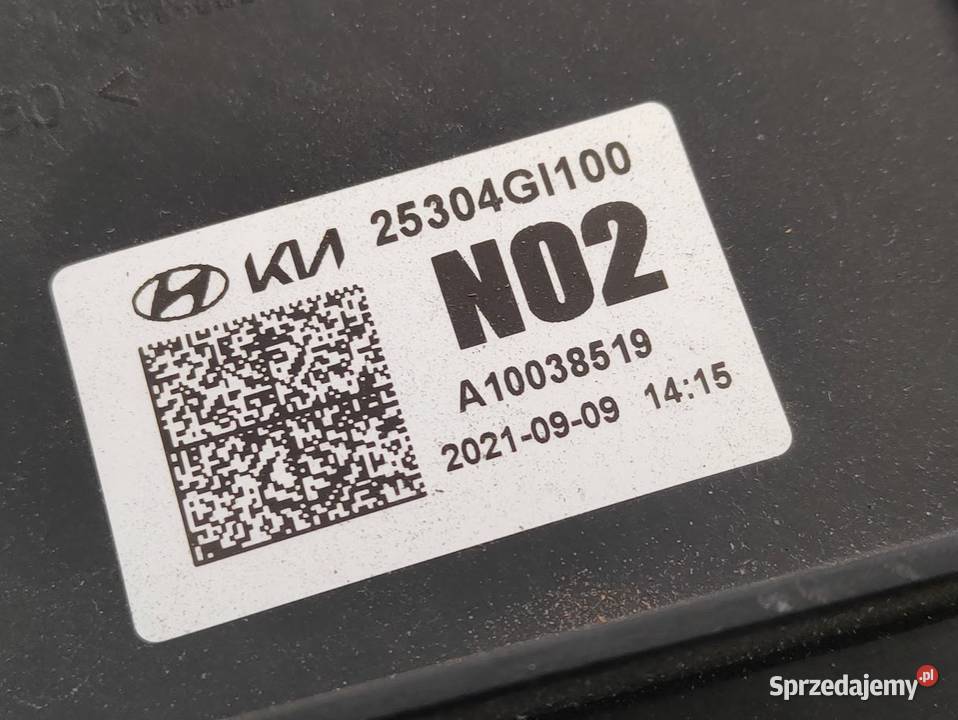 25304GI100
KIA
N02
A10038519
2021-09-09 14:15
Sprzedajemy.pl